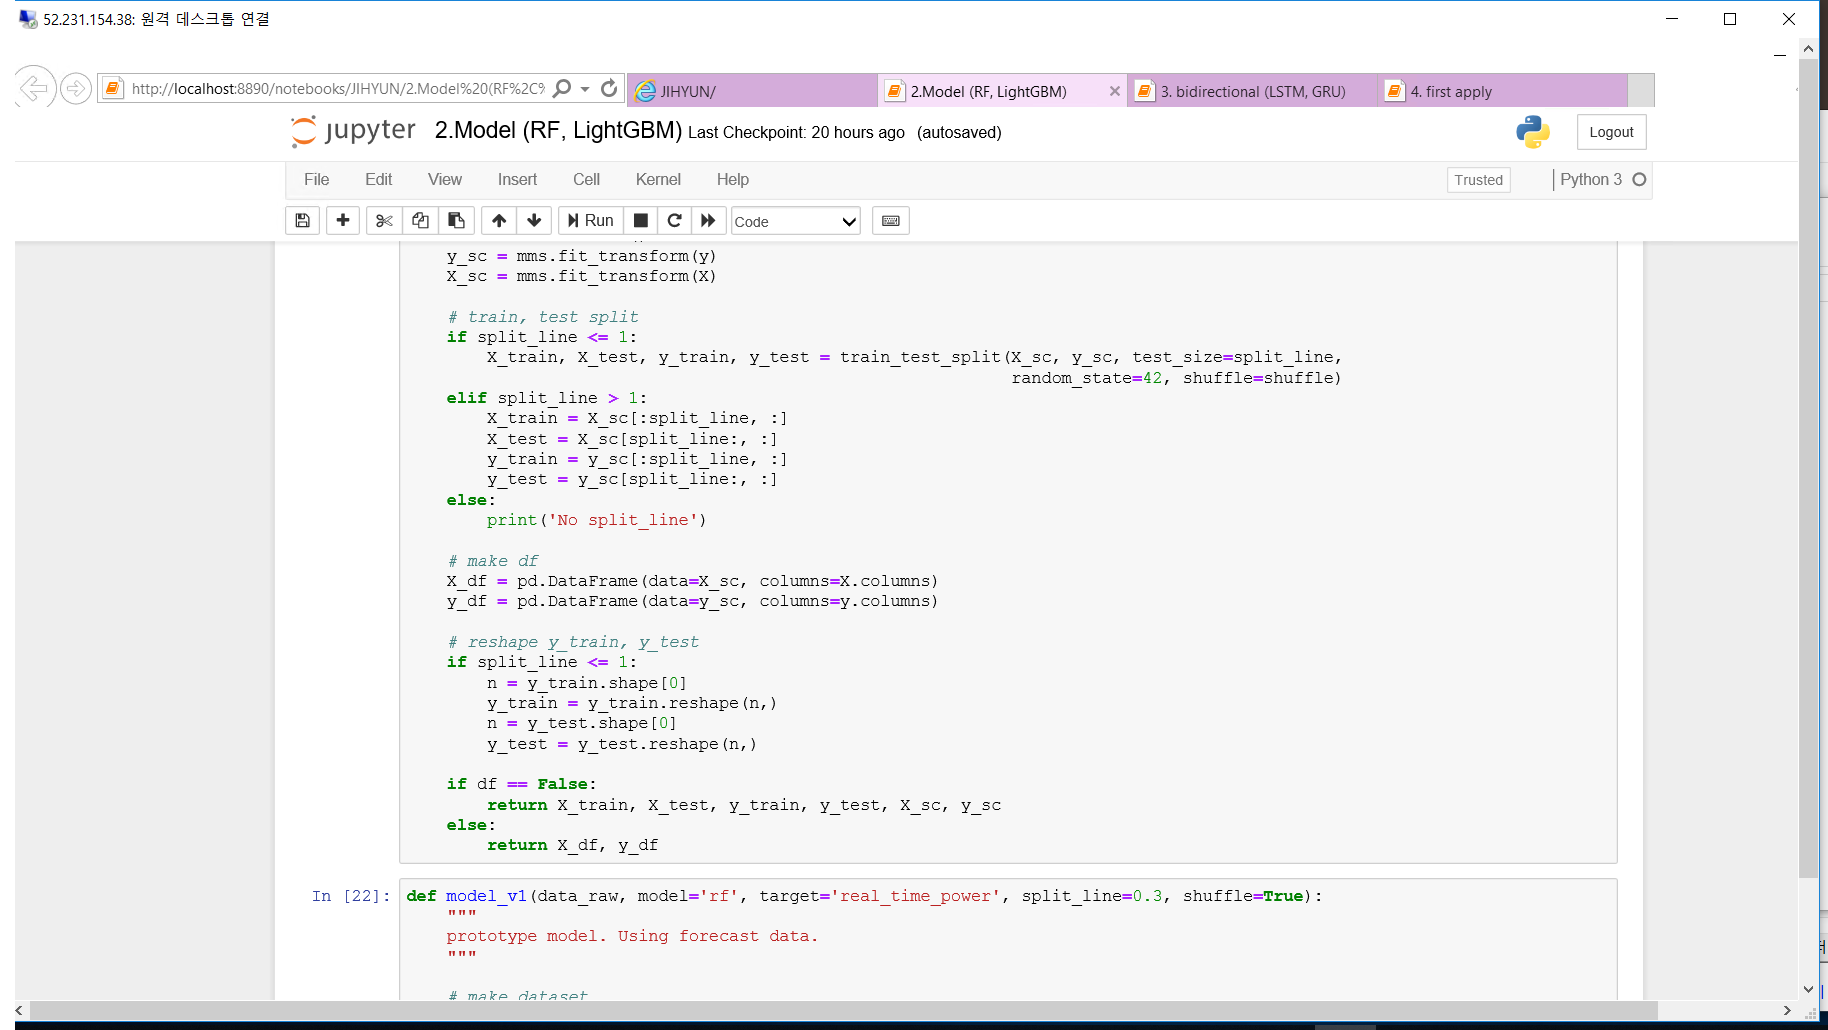 52.231.154.38: 원격 데스크톱 연결
http://localhost:8890/notebooks/JIHYUN/2.Model%20(RF%2C%
JIHYUN/
2.Model (RF, LightGBM)
3. bidirectional (LSTM, GRU)
4. first apply
jupyter 2.Model (RF, LightGBM) Last Checkpoint: 20 hours ago (autosaved)
Logout
File Edit View Insert Cell Kernel Help
Trusted
Python 3
Run
Code
y_sc = mms.fit_transform(y)
X_sc = mms.fit_transform(X)
# train, test split
if split_line <= 1:
X_train, X_test, y_train, y_test = train_test_split(X_sc, y_sc, test_size=split_line,
random_state=42, shuffle=shuffle)
elif split_line > 1:
X_train = X_sc[:split_line, :]
X_test = X_sc[split_line:, :]
y_train = y_sc[:split_line, :]
y_test = y_sc[split_line:, :]
else:
print('No split_line')
# make df
X_df = pd.DataFrame(data=X_sc, columns=X.columns)
y_df = pd.DataFrame(data=y_sc, columns=y.columns)
# reshape y_train, y_test
if split_line <= 1:
n = y_train.shape[0]
y_train = y_train.reshape(n,)
n = y_test.shape[0]
y_test = y_test.reshape(n,)
if df == False:
return X_train, X_test, y_train, y_test, X_sc, y_sc
else:
return X_df, y_df
In [22]:
def model_v1(data_raw, model='rf', target='real_time_power', split_line=0.3, shuffle=True):
"""
prototype model. Using forecast data.
"""
# make dataset